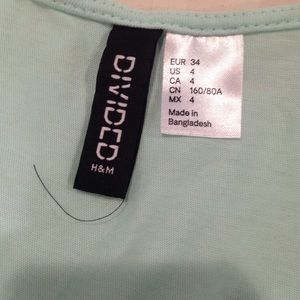 DIVIDED
H&M
EUR 34
US 4
CA 4
CN 160/80A
MX 4
Made in
Bangladesh